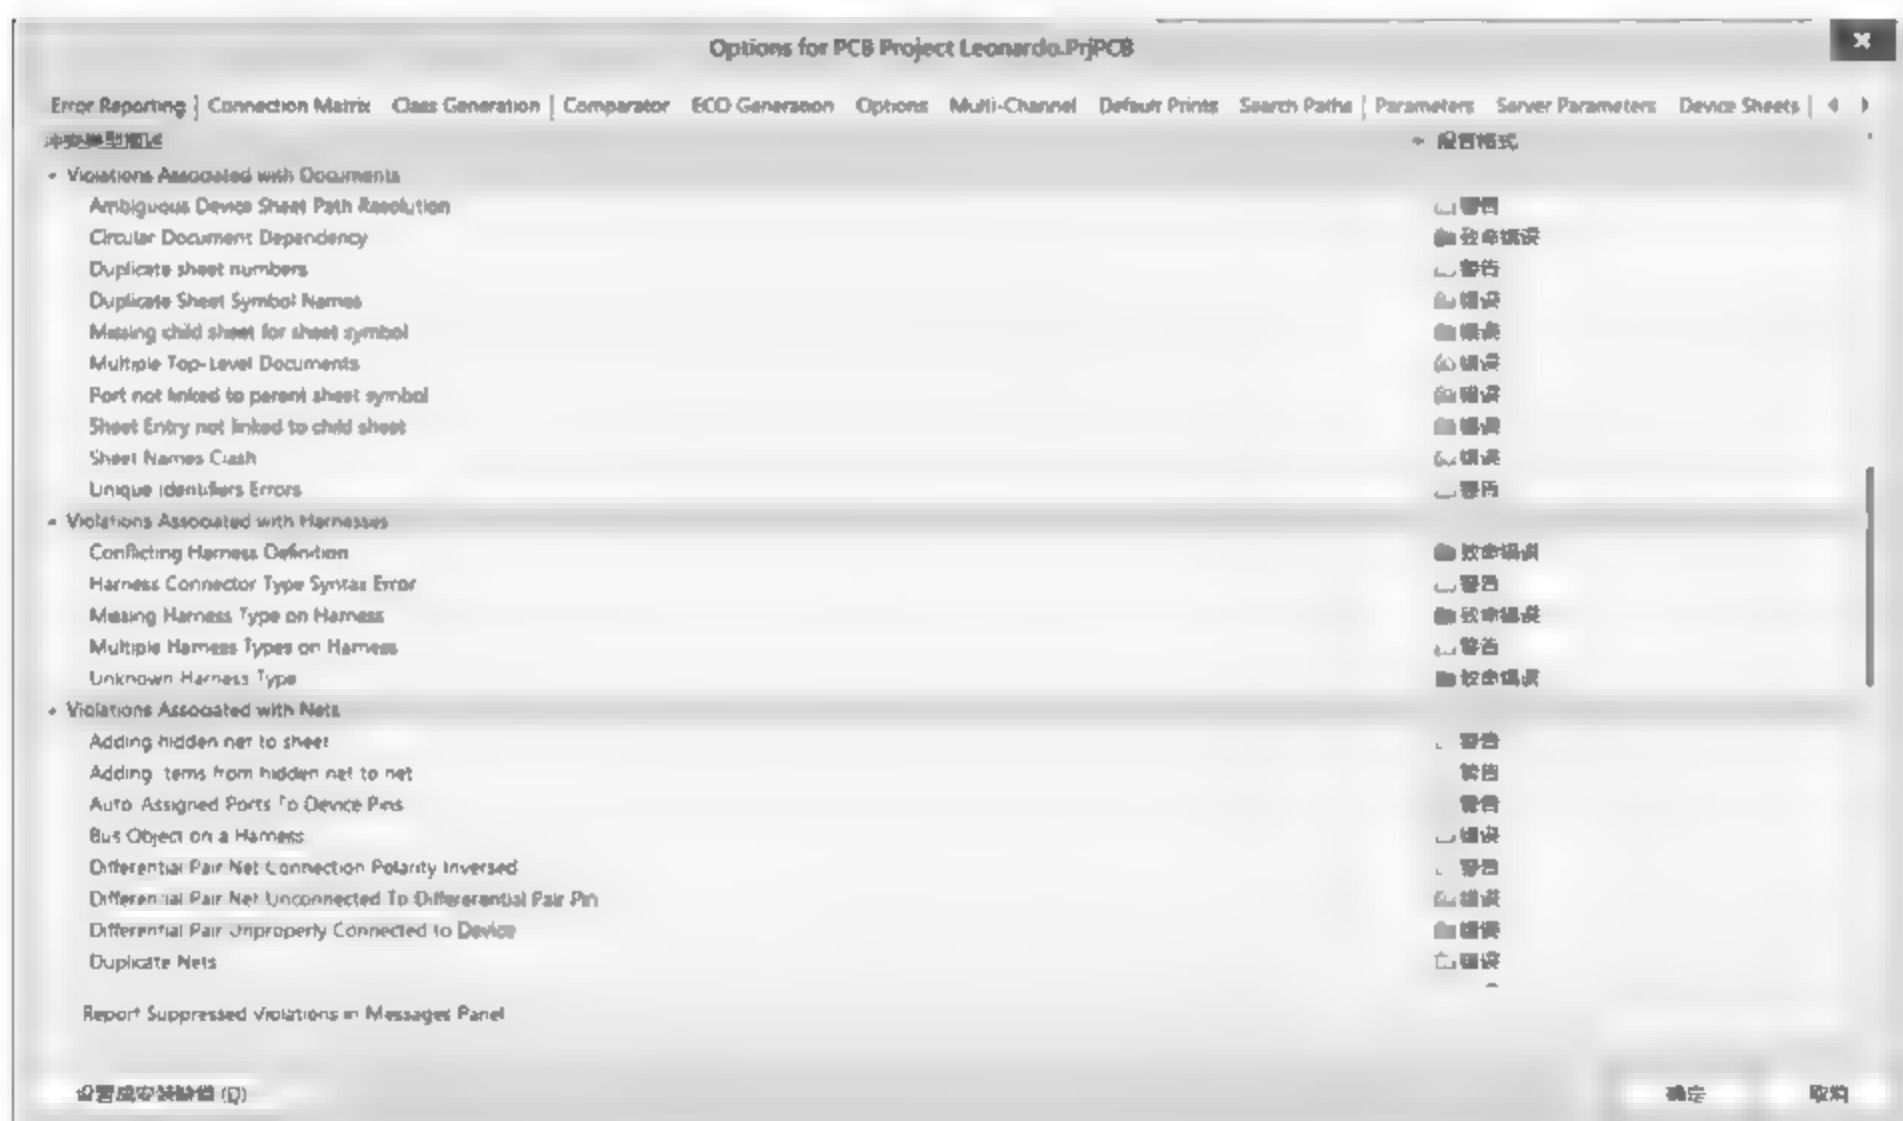 Options for PCB Project Leonardo.PrjPCB
Error Reporting Connection Matrix Class Generation Comparator ECO Generation Options Multi-Channel Default Prints Search Paths Parameters Server Parameters Device Sheets
冲突类型描述 报告格式
Violations Associated with Documents
Ambiguous Device Sheet Path Resolution 警告
Circular Document Dependency 致命错误
Duplicate sheet numbers 警告
Duplicate Sheet Symbol Names 错误
Missing child sheet for sheet symbol 错误
Multiple Top-Level Documents 错误
Port not linked to parent sheet symbol 错误
Sheet Entry not linked to child sheet 错误
Sheet Names Clash 错误
Unique Identifiers Errors 警告
Violations Associated with Harnesses
Conflicting Harness Definition 致命错误
Harness Connector Type Syntax Error 警告
Missing Harness Type on Harness 致命错误
Multiple Harness Types on Harness 警告
Unknown Harness Type 致命错误
Violations Associated with Nets
Adding hidden net to sheet 警告
Adding Items from hidden net to net 警告
Auto-Assigned Ports To Device Pins 警告
Bus Object on a Harness 错误
Differential Pair Net Connection Polarity Inversed 警告
Differential Pair Net Unconnected To Differerential Pair Pin 错误
Differential Pair Unproperly Connected to Device 错误
Duplicate Nets 错误
Report Suppressed Violations in Messages Panel
设置成安装缺省 (D) 确定 取消